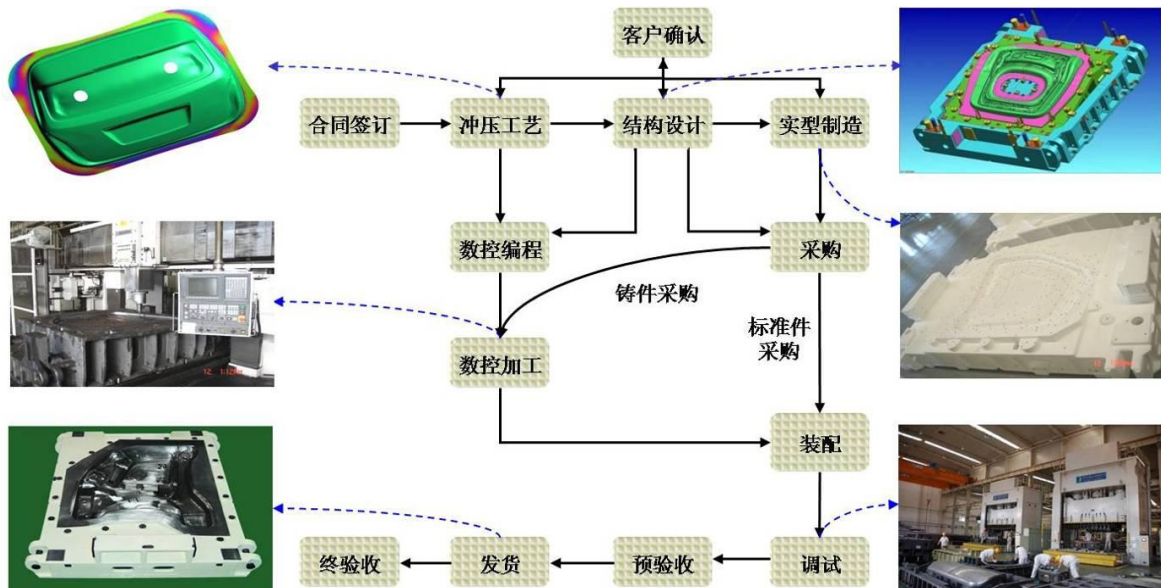 客户确认
合同签订
冲压工艺
结构设计
实型制造
数控编程
采购
铸件采购
标准件
采购
数控加工
装配
终验收
发货
预验收
调试